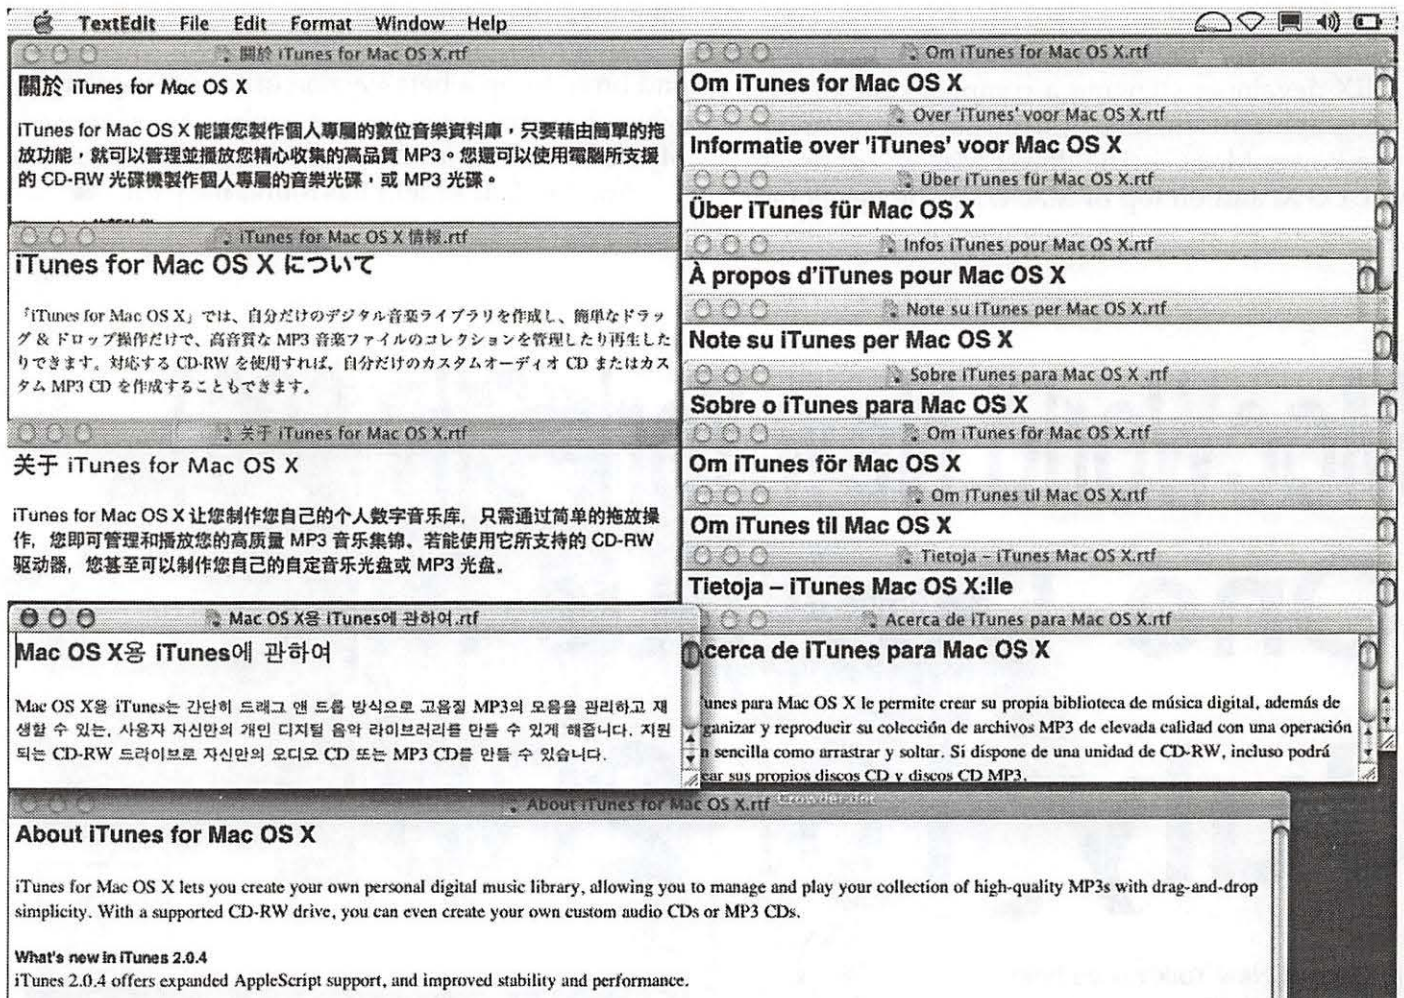 TextEdit File Edit Format Window Help
關於 iTunes for Mac OS X.rtf
關於 iTunes for Mac OS X
iTunes for Mac OS X 能讓您製作個人專屬的數位音樂資料庫，只要藉由簡單的拖
放功能，就可以管理並播放您精心收集的高品質 MP3。您還可以使用電腦所支援
的 CD-RW 光碟機製作個人專屬的音樂光碟，或 MP3 光碟。
iTunes for Mac OS X 情報.rtf
iTunes for Mac OS X について
「iTunes for Mac OS X」では、自分だけのデジタル音楽ライブラリを作成し、簡単なドラッ
グ & ドロップ操作だけで、高音質な MP3 音楽ファイルのコレクションを管理したり再生した
りできます。対応する CD-RW を使用すれば、自分だけのカスタムオーディオ CD またはカス
タム MP3 CD を作成することもできます。
关于 iTunes for Mac OS X.rtf
关于 iTunes for Mac OS X
iTunes for Mac OS X 让您制作您自己的个人数字音乐库，只需通过简单的拖放操
作，您即可管理和播放您的高质量 MP3 音乐集锦。若能使用它所支持的 CD-RW
驱动器，您甚至可以制作您自己的自定音乐光盘或 MP3 光盘。
Mac OS X용 iTunes에 관하여.rtf
Mac OS X용 iTunes에 관하여
Mac OS X용 iTunes는 간단히 드래그 앤 드롭 방식으로 고음질 MP3의 모음을 관리하고 재
생할 수 있는, 사용자 자신만의 개인 디지털 음악 라이브러리를 만들 수 있게 해줍니다. 지원
되는 CD-RW 드라이브로 자신만의 오디오 CD 또는 MP3 CD를 만들 수 있습니다.
Om iTunes for Mac OS X.rtf
Om iTunes for Mac OS X
Over 'iTunes' voor Mac OS X.rtf
Informatie over 'iTunes' voor Mac OS X
Über iTunes für Mac OS X.rtf
Über iTunes für Mac OS X
Infos iTunes pour Mac OS X.rtf
À propos d'iTunes pour Mac OS X
Note su iTunes per Mac OS X.rtf
Note su iTunes per Mac OS X
Sobre iTunes para Mac OS X .rtf
Sobre o iTunes para Mac OS X
Om iTunes för Mac OS X.rtf
Om iTunes för Mac OS X
Om iTunes til Mac OS X.rtf
Om iTunes til Mac OS X
Tietoja – iTunes Mac OS X.rtf
Tietoja – iTunes Mac OS X:lle
Acerca de iTunes para Mac OS X.rtf
cerca de iTunes para Mac OS X
unes para Mac OS X le permite crear su propia biblioteca de música digital, además de
ganizar y reproducir su colección de archivos MP3 de elevada calidad con una operación
n sencilla como arrastrar y soltar. Si dispone de una unidad de CD-RW, incluso podrá
ear sus propios discos CD y discos CD MP3.
About iTunes for Mac OS X.rtf
About iTunes for Mac OS X
iTunes for Mac OS X lets you create your own personal digital music library, allowing you to manage and play your collection of high-quality MP3s with drag-and-drop
simplicity. With a supported CD-RW drive, you can even create your own custom audio CDs or MP3 CDs.
What's new in iTunes 2.0.4
iTunes 2.0.4 offers expanded AppleScript support, and improved stability and performance.